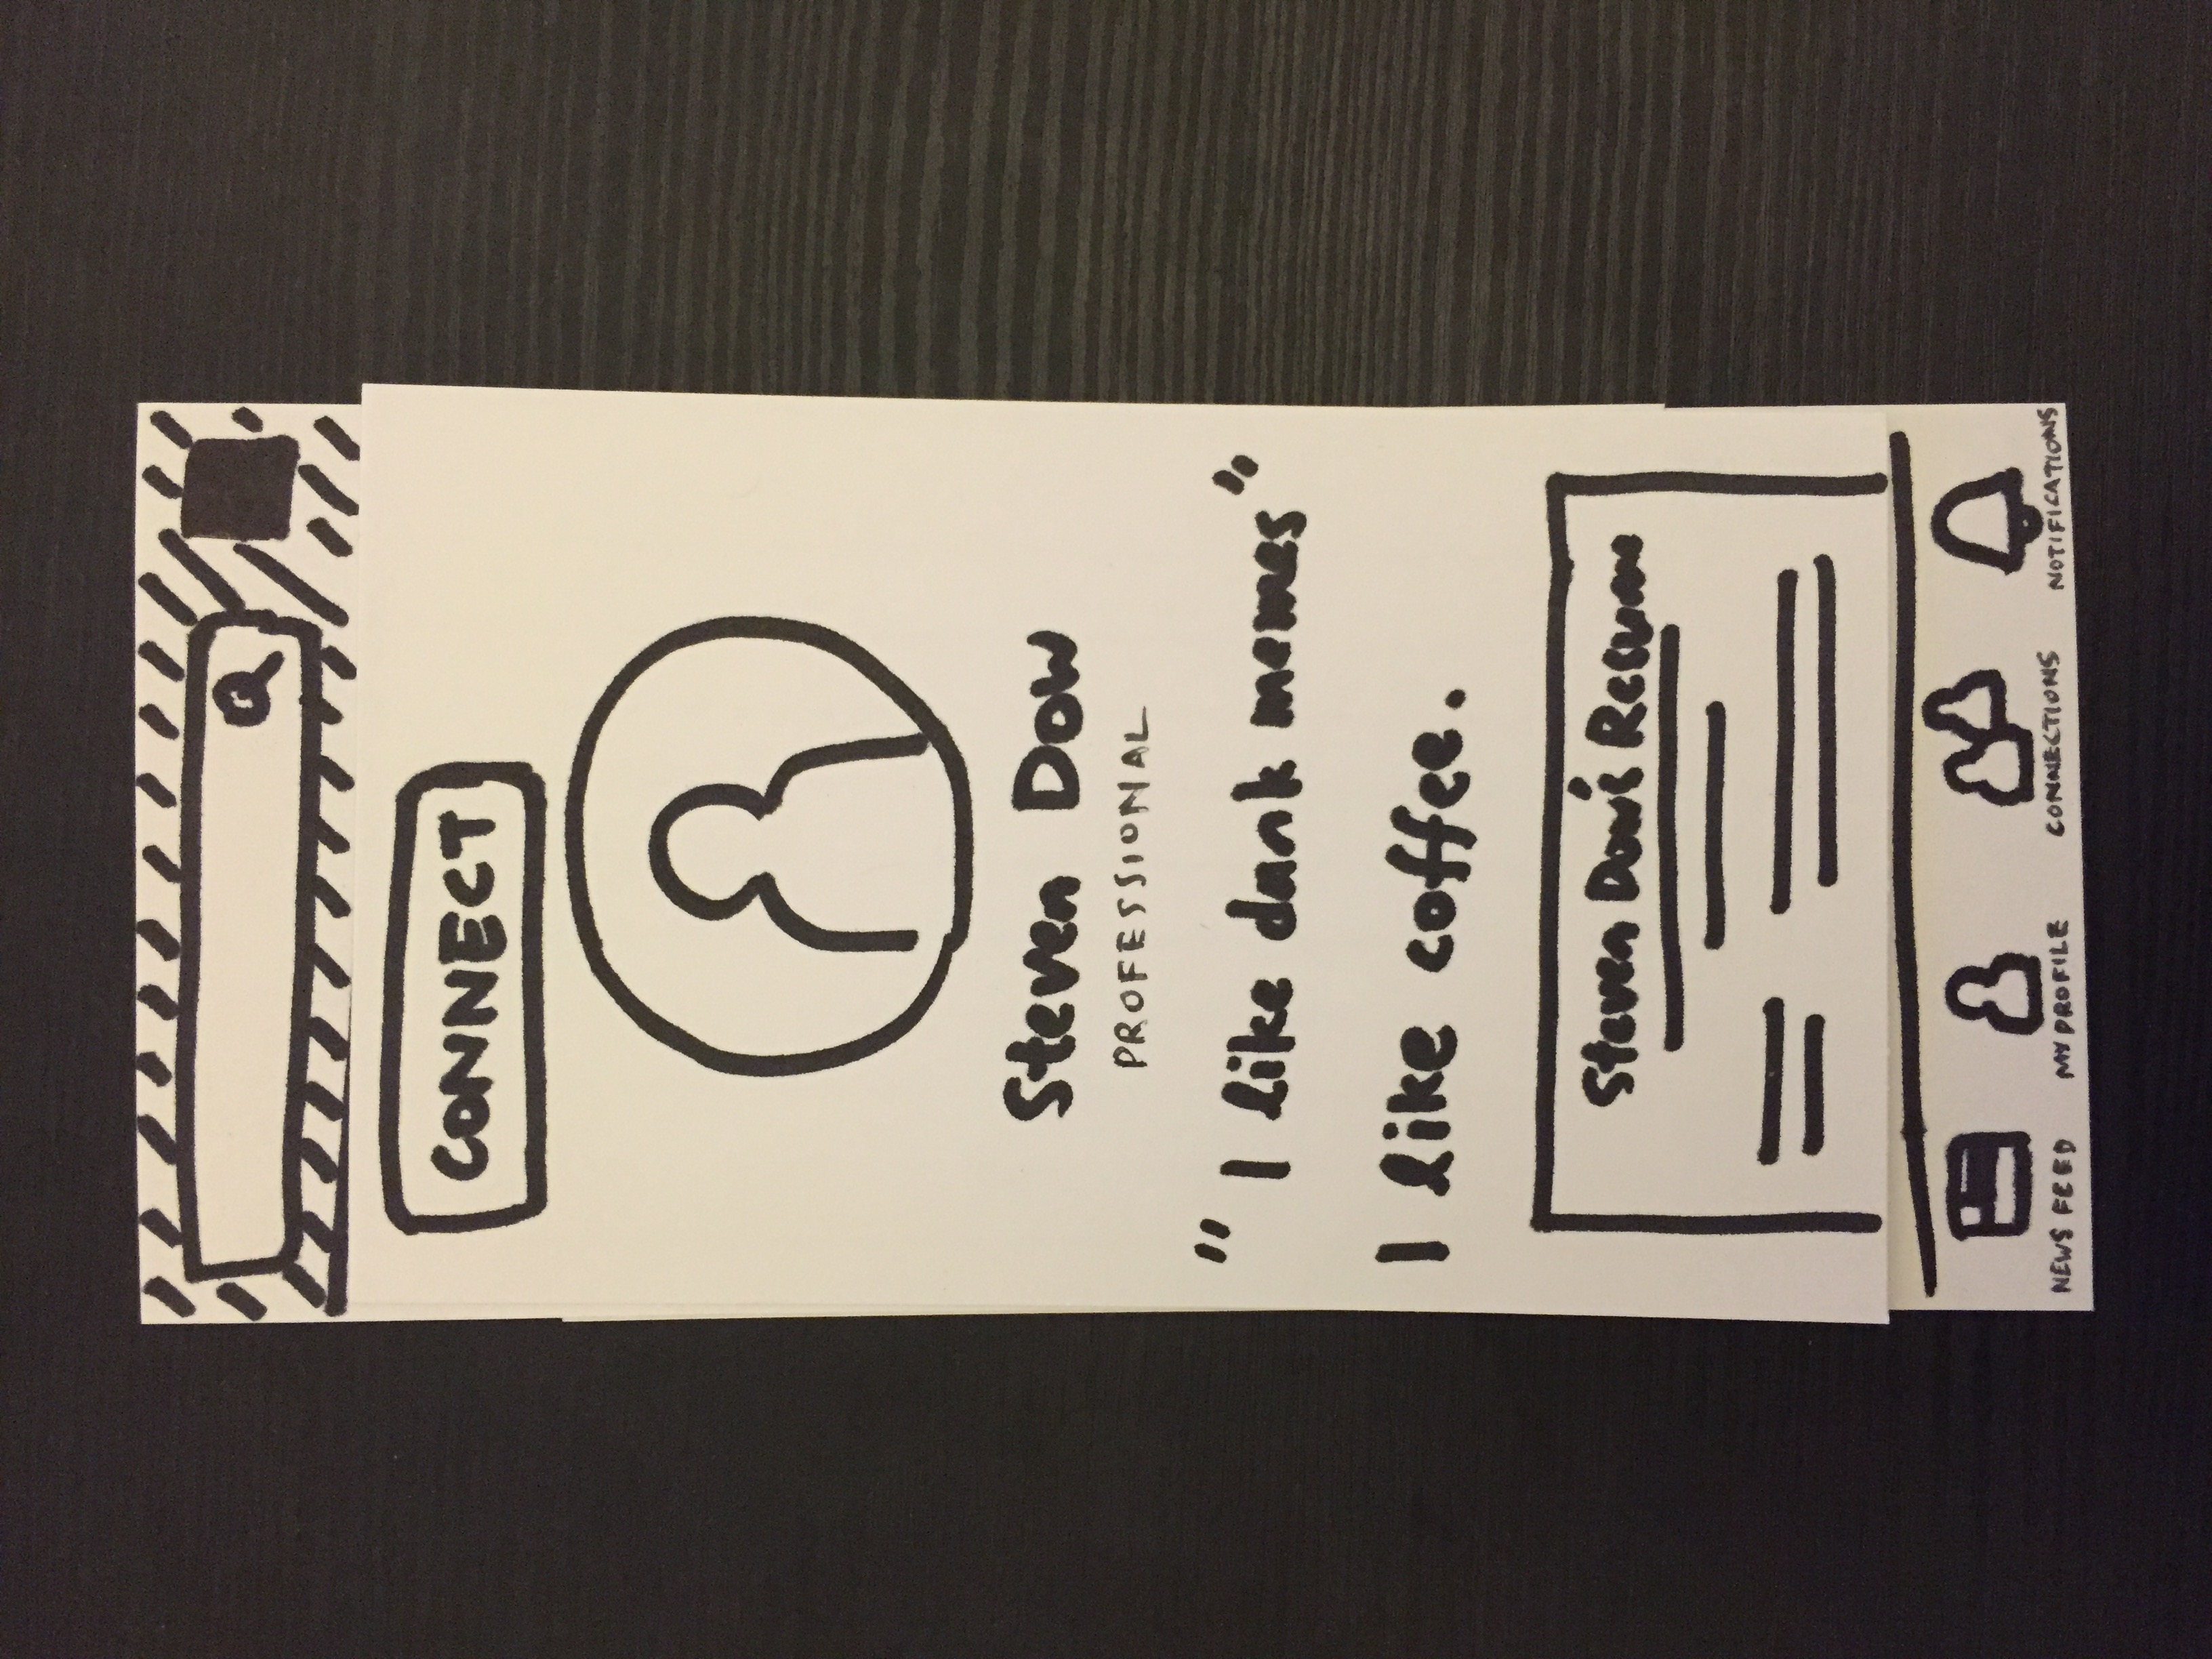 CONNECT
Steven Dow
PROFESSIONAL
"I like dank memes"
I like coffee.
Steven Dow's Resume
NEWS FEED MY PROFILE CONNECTIONS NOTIFICATIONS